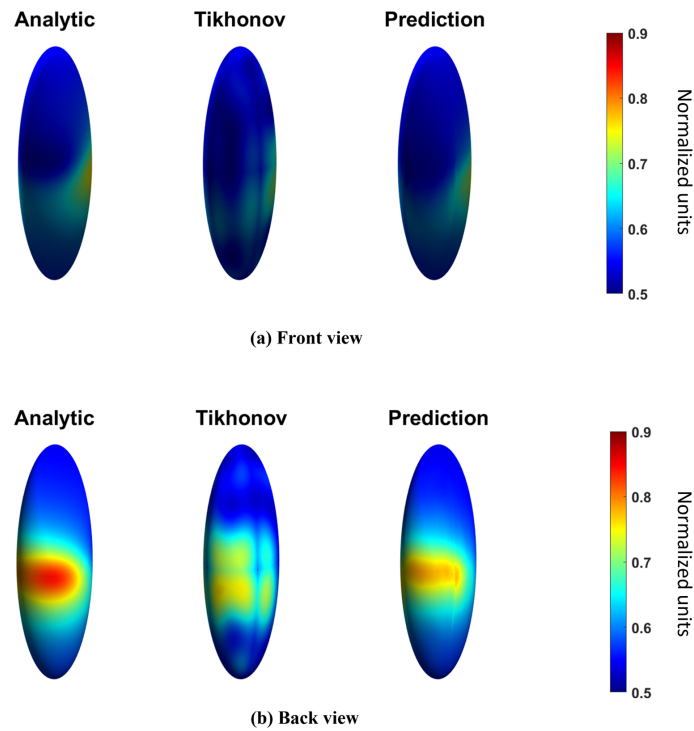 Analytic Tikhonov Prediction
0.9
0.8
0.7
0.6
0.5
Normalized units
(a) Front view
Analytic Tikhonov Prediction
0.9
0.8
0.7
0.6
0.5
Normalized units
(b) Back view